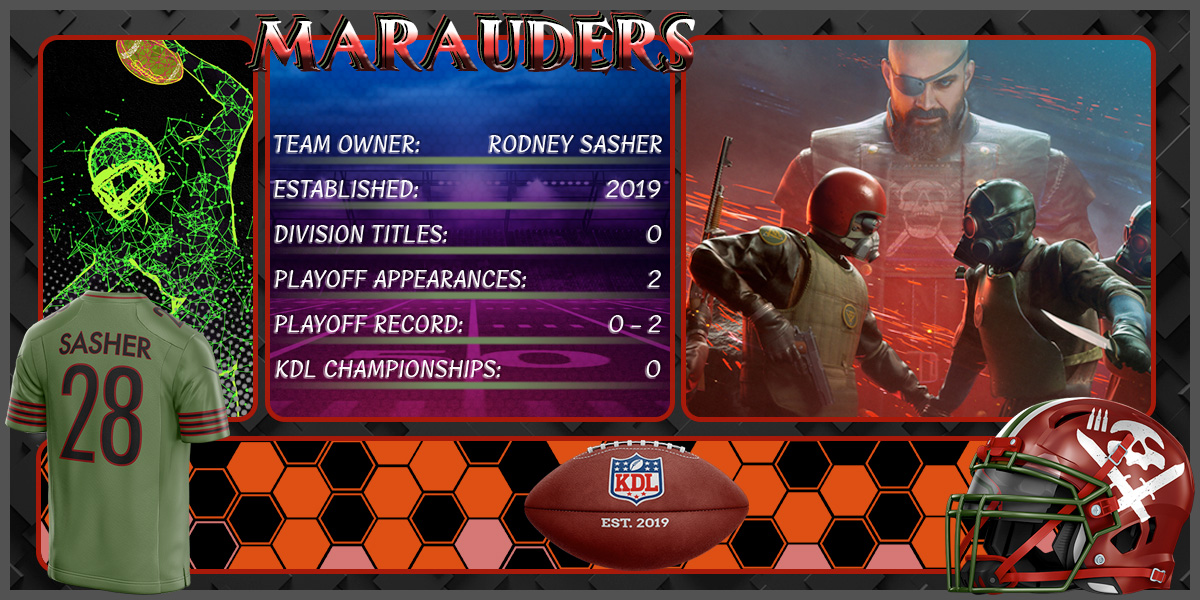 MARAUDERS
TEAM OWNER: RODNEY SASHER
ESTABLISHED: 2019
DIVISION TITLES: 0
PLAYOFF APPEARANCES: 2
PLAYOFF RECORD: 0 - 2
KDL CHAMPIONSHIPS: 0
SASHER
28
KDL
EST. 2019